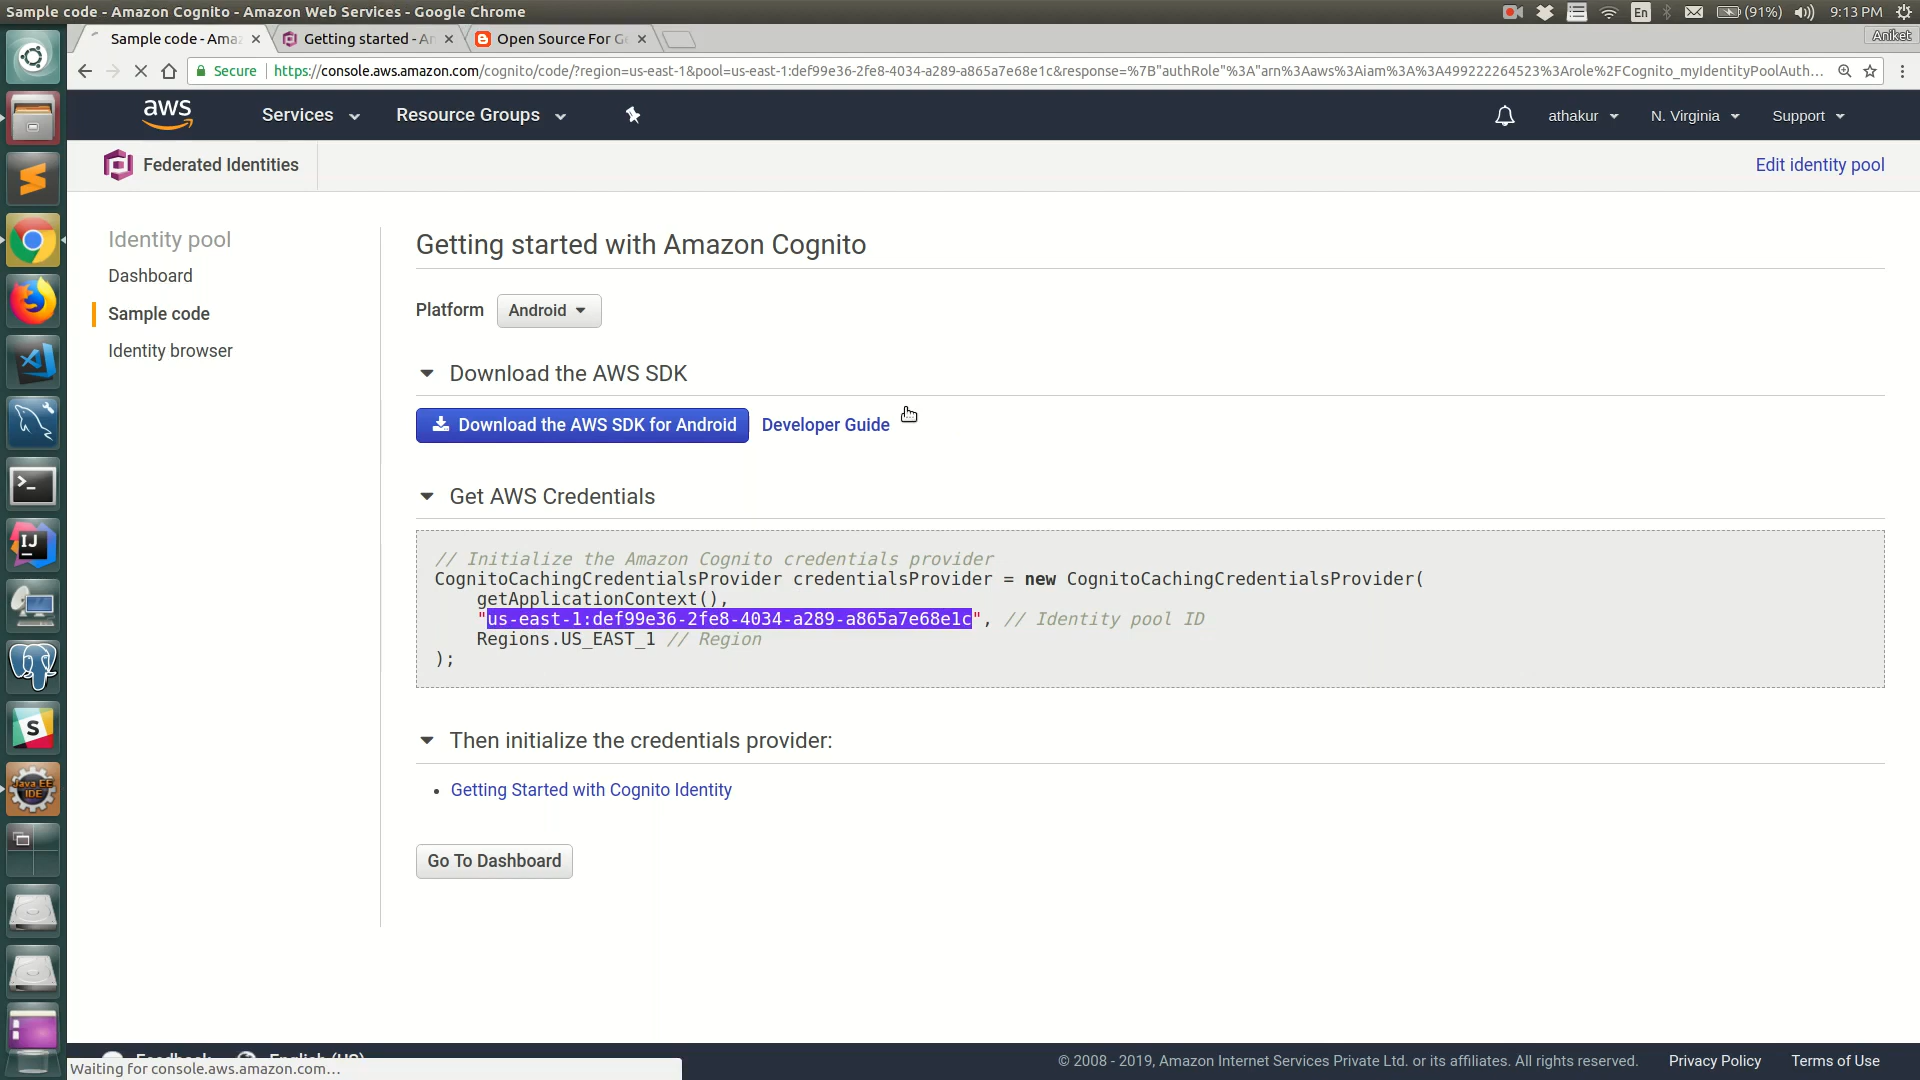 Sample code - Amazon Cognito - Amazon Web Services - Google Chrome
En
(91%)
9:13 PM
Sample code - Ama
Getting started - A
Open Source For G
Aniket
Secure
https://console.aws.amazon.com/cognito/code/?region=us-east-1&pool=us-east-1:def99e36-2fe8-4034-a289-a865a7e68e1c&response=%7B"authRole"%3A"arn%3Aaws%3Aiam%3A%3A499222264523%3Arole%2FCognito_myIdentityPoolAuth...
aws
Services
Resource Groups
athakur
N. Virginia
Support
Federated Identities
Edit identity pool
Identity pool
Dashboard
Sample code
Identity browser
Getting started with Amazon Cognito
Platform
Android
Download the AWS SDK
Download the AWS SDK for Android
Developer Guide
Get AWS Credentials
// Initialize the Amazon Cognito credentials provider
CognitoCachingCredentialsProvider credentialsProvider = new CognitoCachingCredentialsProvider(
getApplicationContext(),
"us-east-1:def99e36-2fe8-4034-a289-a865a7e68e1c", // Identity pool ID
Regions.US_EAST_1 // Region
);
Then initialize the credentials provider:
• Getting Started with Cognito Identity
Go To Dashboard
IJ
S
Java EE
IDE
Feedback
English (US)
© 2008 - 2019, Amazon Internet Services Private Ltd. or its affiliates. All rights reserved.
Privacy Policy
Terms of Use
Waiting for console.aws.amazon.com...